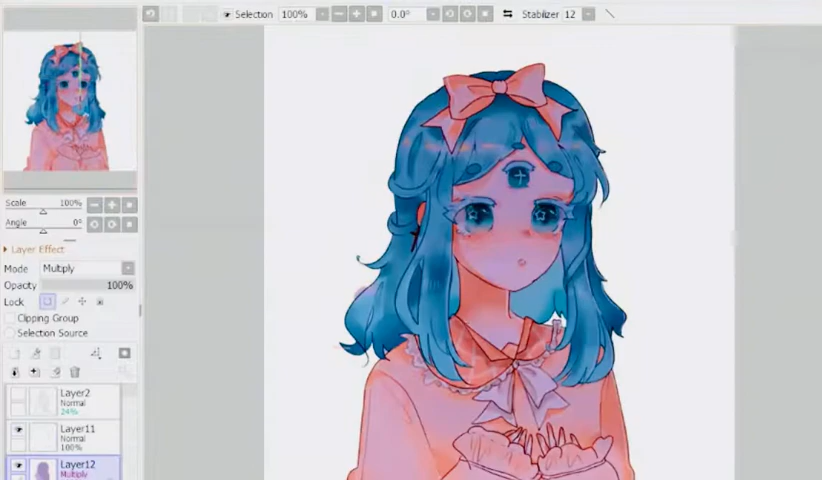 Selection 100% 0.0° Stabilizer 12
Scale 100%
Angle 0°
Layer Effect
Mode Multiply
Opacity 100%
Lock
Clipping Group
Selection Source
Layer2
Normal
24%
Layer11
Normal
100%
Layer12
Multiply